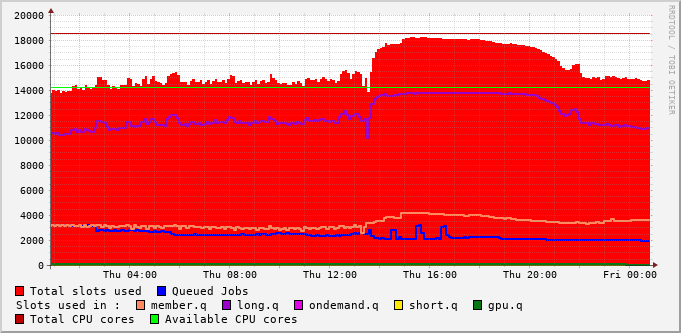 20000
18000
16000
14000
12000
10000
8000
6000
4000
2000
0
Thu 04:00 Thu 08:00 Thu 12:00 Thu 16:00 Thu 20:00 Fri 00:00
Total slots used Queued Jobs
Slots used in : member.q long.q ondemand.q short.q gpu.q
Total CPU cores Available CPU cores
RRDTOOL / TOBI OETIKER